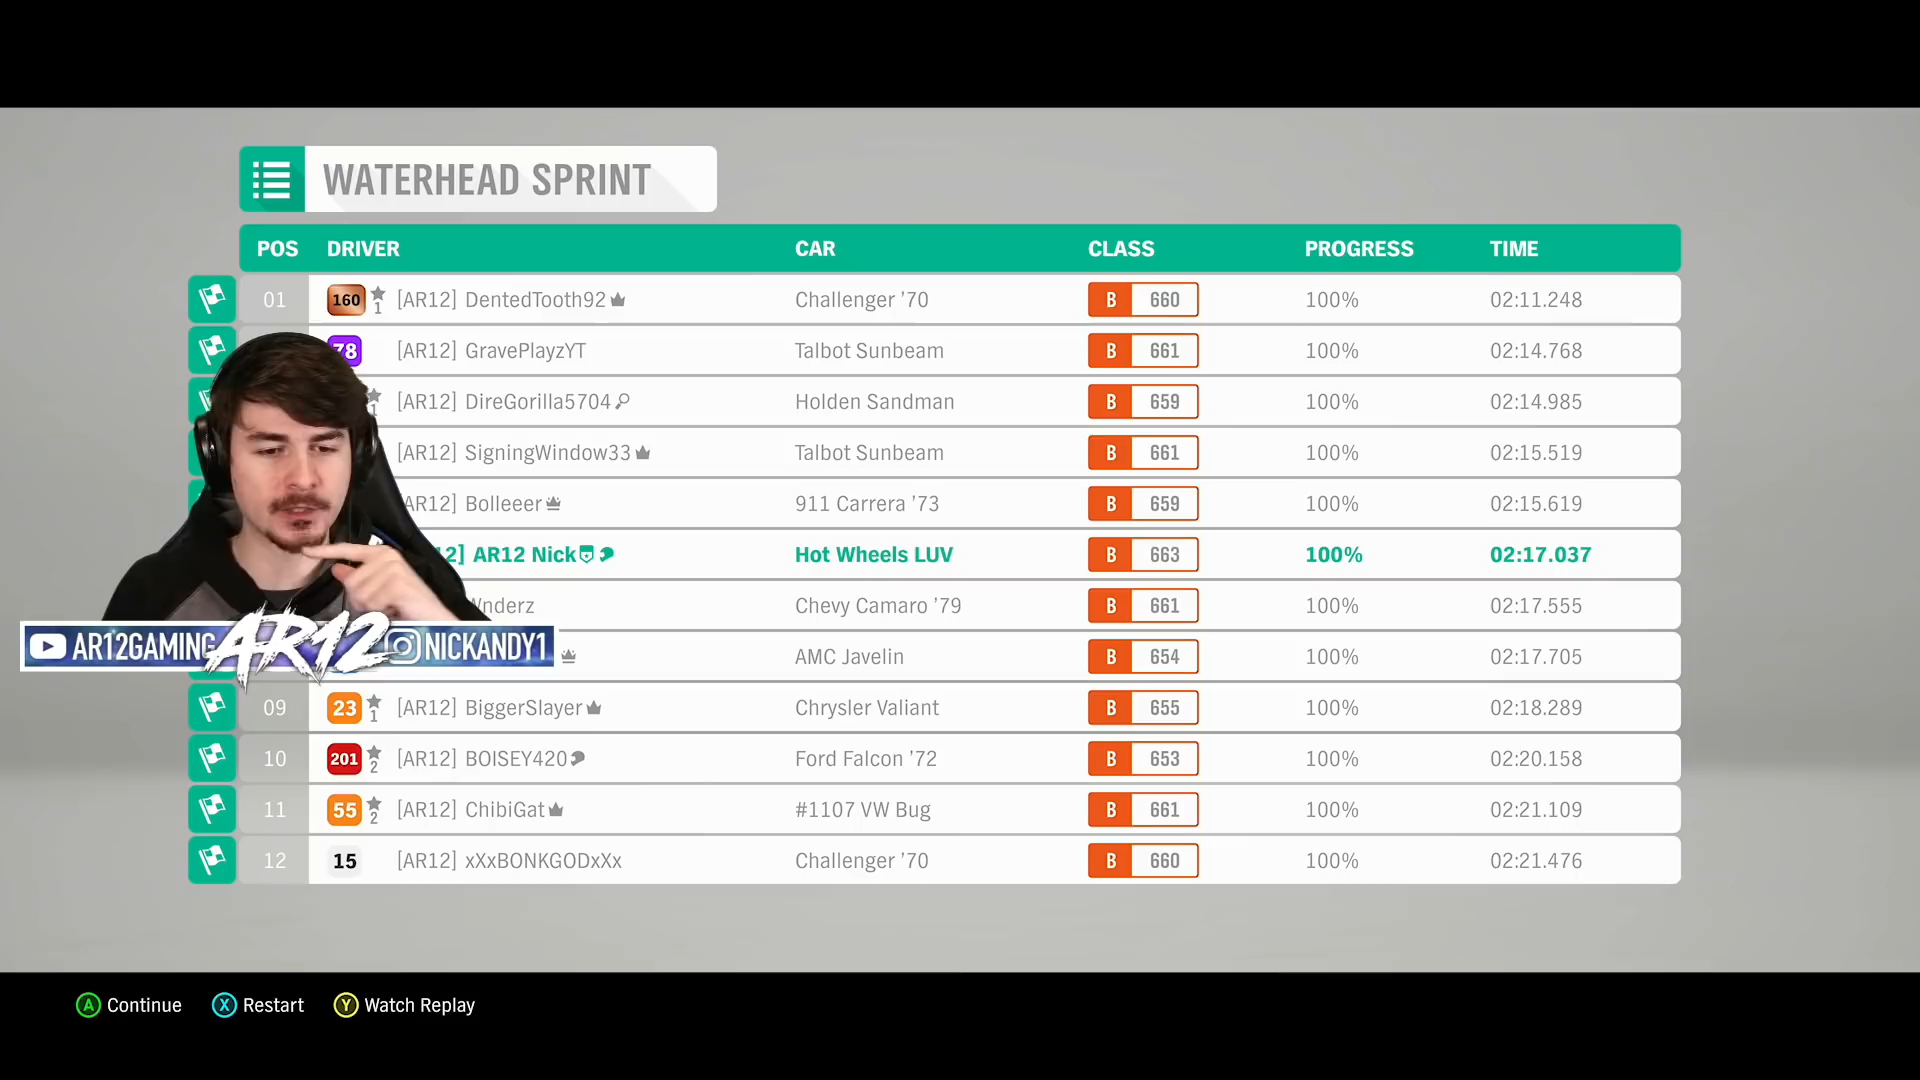 WATERHEAD SPRINT
POS DRIVER CAR CLASS PROGRESS TIME
01 160 1 [AR12] DentedTooth92 Challenger '70 B 660 100% 02:11.248
78 [AR12] GravePlayzYT Talbot Sunbeam B 661 100% 02:14.768
1 [AR12] DireGorilla5704 Holden Sandman B 659 100% 02:14.985
[AR12] SigningWindow33 Talbot Sunbeam B 661 100% 02:15.519
AR12] Bolleeer 911 Carrera '73 B 659 100% 02:15.619
2] AR12 Nick Hot Wheels LUV B 663 100% 02:17.037
Wnderz Chevy Camaro '79 B 661 100% 02:17.555
AR12GAMING AR12 NICKANDY1
AMC Javelin B 654 100% 02:17.705
09 23 1 [AR12] BiggerSlayer Chrysler Valiant B 655 100% 02:18.289
10 201 2 [AR12] BOISEY420 Ford Falcon '72 B 653 100% 02:20.158
11 55 2 [AR12] ChibiGat #1107 VW Bug B 661 100% 02:21.109
12 15 [AR12] xXxBONKGODxXx Challenger '70 B 660 100% 02:21.476
A Continue X Restart Y Watch Replay